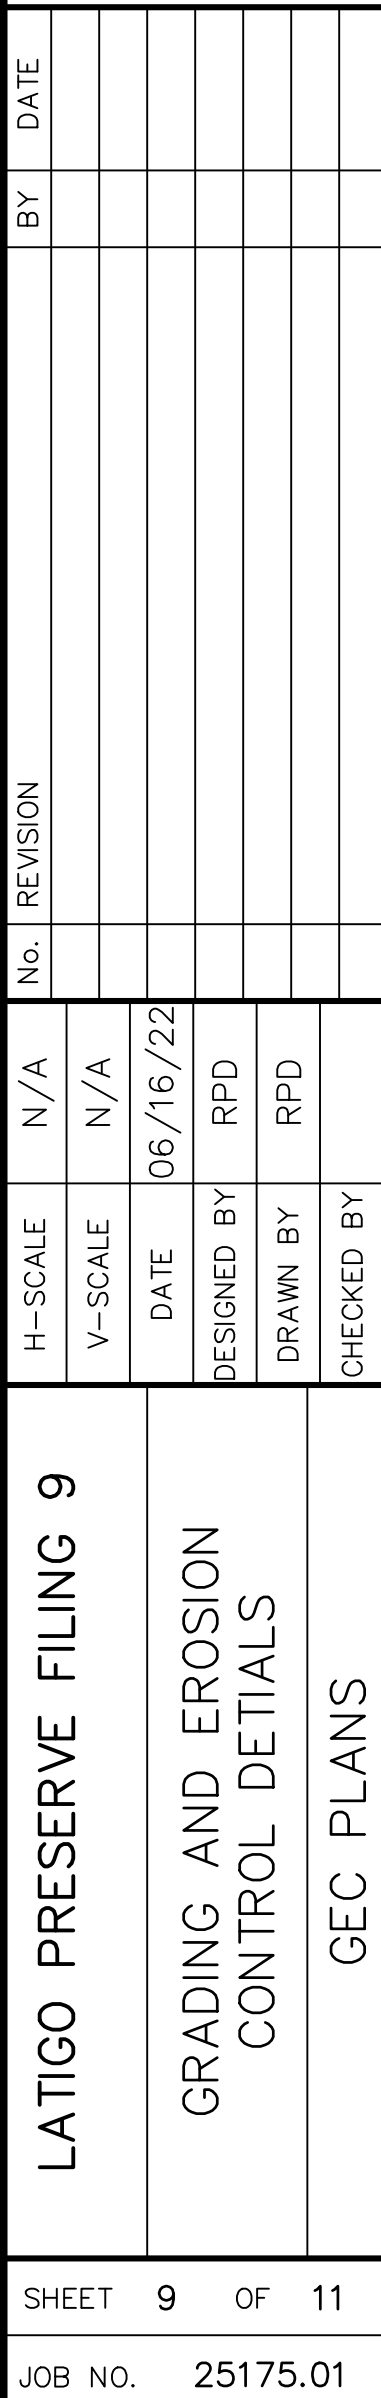 No. REVISION BY DATE
H-SCALE N/A
V-SCALE N/A
DATE 06/16/22
DESIGNED BY RPD
DRAWN BY RPD
CHECKED BY
LATIGO PRESERVE FILING 9
GRADING AND EROSION
CONTROL DETIALS
GEC PLANS
SHEET 9 OF 11
JOB NO. 25175.01